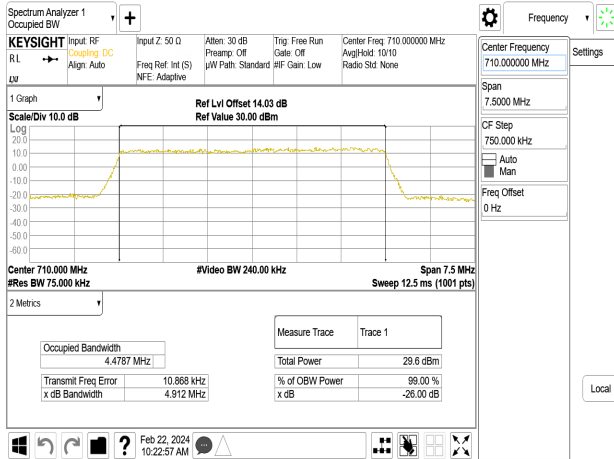 Spectrum Analyzer 1
Occupied BW
Frequency
KEYSIGHT
R L
Input: RF
Coupling: DC
Align: Auto
Input Z: 50 Ω
Freq Ref: Int (S)
NFE: Adaptive
Atten: 30 dB
Preamp: Off
µW Path: Standard
Trig: Free Run
Gate: Off
#IF Gain: Low
Center Freq: 710.000000 MHz
Avg|Hold: 10/10
Radio Std: None
Center Frequency
710.000000 MHz
Settings
Span
7.5000 MHz
CF Step
750.000 kHz
Auto
Man
Freq Offset
0 Hz
Local
1 Graph
Scale/Div 10.0 dB
Ref Lvl Offset 14.03 dB
Ref Value 30.00 dBm
Log
20.0
10.0
0.00
-10.0
-20.0
-30.0
-40.0
-50.0
-60.0
Center 710.000 MHz
#Video BW 240.00 kHz
Span 7.5 MHz
#Res BW 75.000 kHz
Sweep 12.5 ms (1001 pts)
2 Metrics
Measure Trace
Trace 1
Occupied Bandwidth
4.4787 MHz
Total Power
29.6 dBm
Transmit Freq Error
10.868 kHz
% of OBW Power
99.00 %
x dB Bandwidth
4.912 MHz
x dB
-26.00 dB
Feb 22, 2024
10:22:57 AM